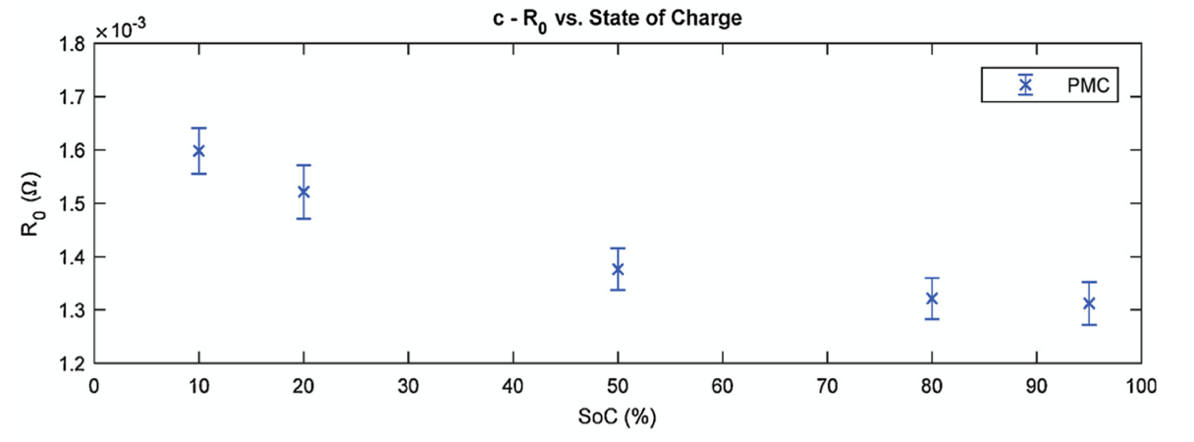 c - R₀ vs. State of Charge
×10⁻³
1.8
1.7
1.6
1.5
1.4
1.3
1.2
R₀ (Ω)
PMC
0 10 20 30 40 50 60 70 80 90 100
SoC (%)